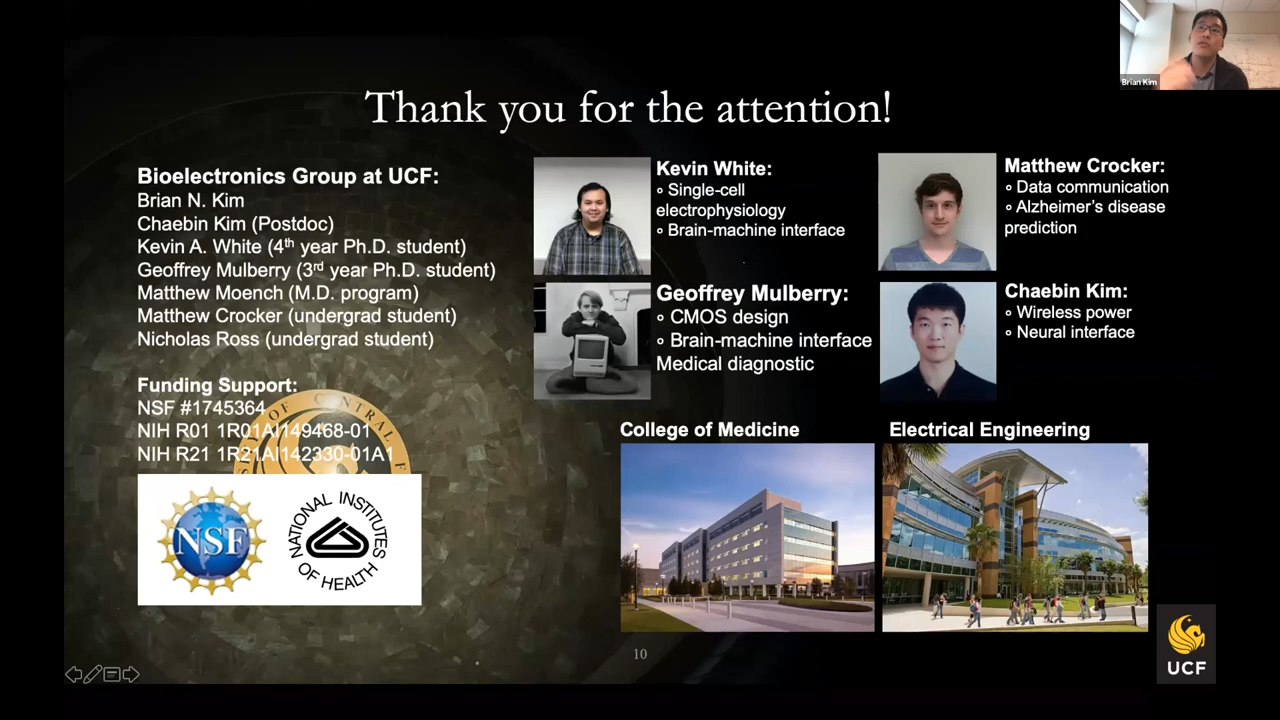 Brian Kim
Thank you for the attention!
Bioelectronics Group at UCF:
Brian N. Kim
Chaebin Kim (Postdoc)
Kevin A. White (4th year Ph.D. student)
Geoffrey Mulberry (3rd year Ph.D. student)
Matthew Moench (M.D. program)
Matthew Crocker (undergrad student)
Nicholas Ross (undergrad student)
Funding Support:
NSF #1745364
NIH R01 1R01AI149468-01
NIH R21 1R21AI142330-01A1
NSF
NATIONAL INSTITUTES
OF HEALTH
Kevin White:
∘ Single-cell
electrophysiology
∘ Brain-machine interface
Geoffrey Mulberry:
∘ CMOS design
∘ Brain-machine interface
Medical diagnostic
Matthew Crocker:
∘ Data communication
∘ Alzheimer’s disease
prediction
Chaebin Kim:
∘ Wireless power
∘ Neural interface
College of Medicine
Electrical Engineering
10
UCF